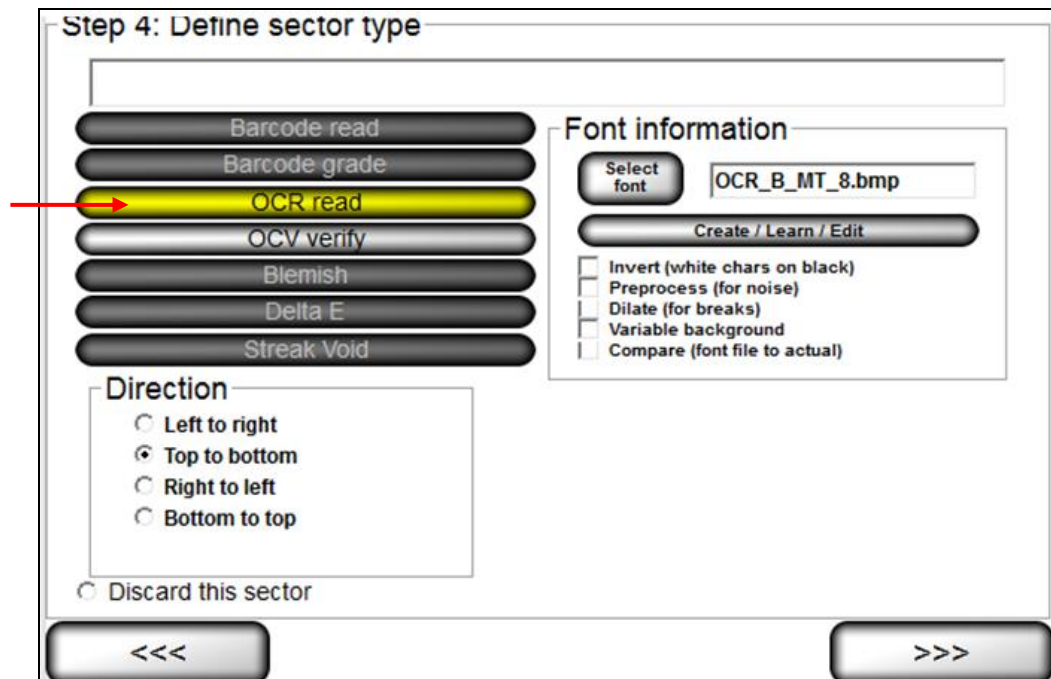 Step 4: Define sector type
Barcode read
Barcode grade
OCR read
OCV verify
Blemish
Delta E
Streak Void
Font information
Select
font
OCR_B_MT_8.bmp
Create / Learn / Edit
Invert (white chars on black)
Preprocess (for noise)
Dilate (for breaks)
Variable background
Compare (font file to actual)
Direction
Left to right
Top to bottom
Right to left
Bottom to top
Discard this sector
<<<
>>>